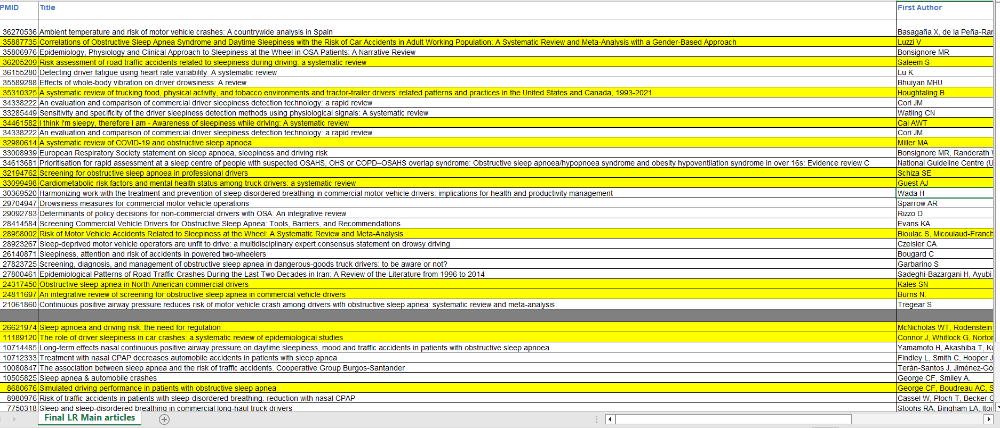 PMID Title First Author
36270536 Ambient temperature and risk of motor vehicle crashes: A countrywide analysis in Spain Basagaña X, de la Peña-Rar
35887735 Correlations of Obstructive Sleep Apnea Syndrome and Daytime Sleepiness with the Risk of Car Accidents in Adult Working Population: A Systematic Review and Meta-Analysis with a Gender-Based Approach Luzzi V
35806976 Epidemiology, Physiology and Clinical Approach to Sleepiness at the Wheel in OSA Patients: A Narrative Review Bonsignore MR
36205209 Risk assessment of road traffic accidents related to sleepiness during driving: a systematic review Saleem S
36155280 Detecting driver fatigue using heart rate variability: A systematic review Lu K
35589288 Effects of whole-body vibration on driver drowsiness: A review Bhuiyan MHU
35310325 A systematic review of trucking food, physical activity, and tobacco environments and tractor-trailer drivers' related patterns and practices in the United States and Canada, 1993-2021 Houghtaling B
34338222 An evaluation and comparison of commercial driver sleepiness detection technology: a rapid review Cori JM
33285449 Sensitivity and specificity of the driver sleepiness detection methods using physiological signals: A systematic review Watling CN
34461582 I think I'm sleepy, therefore I am - Awareness of sleepiness while driving: A systematic review Cai AWT
34338222 An evaluation and comparison of commercial driver sleepiness detection technology: a rapid review Cori JM
32980614 A systematic review of COVID-19 and obstructive sleep apnoea Miller MA
33008939 European Respiratory Society statement on sleep apnoea, sleepiness and driving risk Bonsignore MR, Randerath
34613681 Prioritisation for rapid assessment at a sleep centre of people with suspected OSAHS, OHS or COPD–OSAHS overlap syndrome: Obstructive sleep apnoea/hypopnoea syndrome and obesity hypoventilation syndrome in over 16s: Evidence review C National Guideline Centre (U
32194762 Screening for obstructive sleep apnoea in professional drivers Schiza SE
33099498 Cardiometabolic risk factors and mental health status among truck drivers: a systematic review Guest AJ
30369520 Harmonizing work with the treatment and prevention of sleep disordered breathing in commercial motor vehicle drivers: implications for health and productivity management Wada H
29704947 Drowsiness measures for commercial motor vehicle operations Sparrow AR
29092783 Determinants of policy decisions for non-commercial drivers with OSA: An integrative review Rizzo D
28414584 Screening Commercial Vehicle Drivers for Obstructive Sleep Apnea: Tools, Barriers, and Recommendations Evans KA
28958002 Risk of Motor Vehicle Accidents Related to Sleepiness at the Wheel: A Systematic Review and Meta-Analysis Bioulac S, Micoulaud-Franch
28923267 Sleep-deprived motor vehicle operators are unfit to drive: a multidisciplinary expert consensus statement on drowsy driving Czeisler CA
26140871 Sleepiness, attention and risk of accidents in powered two-wheelers Bougard C
27823725 Screening, diagnosis, and management of obstructive sleep apnea in dangerous-goods truck drivers: to be aware or not? Garbarino S
27800461 Epidemiological Patterns of Road Traffic Crashes During the Last Two Decades in Iran: A Review of the Literature from 1996 to 2014 Sadeghi-Bazargani H, Ayubi
24317450 Obstructive sleep apnea in North American commercial drivers Kales SN
24811697 An integrative review of screening for obstructive sleep apnea in commercial vehicle drivers Burns N.
21061860 Continuous positive airway pressure reduces risk of motor vehicle crash among drivers with obstructive sleep apnea: systematic review and meta-analysis Tregear S
26621974 Sleep apnoea and driving risk: the need for regulation McNicholas WT, Rodenstein
11189120 The role of driver sleepiness in car crashes: a systematic review of epidemiological studies Connor J, Whitlock G, Norton
10714485 Long-term effects nasal continuous positive airway pressure on daytime sleepiness, mood and traffic accidents in patients with obstructive sleep apnoea Yamamoto H, Akashiba T, Ko
10712333 Treatment with nasal CPAP decreases automobile accidents in patients with sleep apnea Findley L, Smith C, Hooper J
10080847 The association between sleep apnea and the risk of traffic accidents. Cooperative Group Burgos-Santander Terán-Santos J, Jiménez-Gó
10505825 Sleep apnea & automobile crashes George CF, Smiley A.
8680676 Simulated driving performance in patients with obstructive sleep apnea George CF, Boudreau AC, S
8980976 Risk of traffic accidents in patients with sleep-disordered breathing: reduction with nasal CPAP Cassel W, Ploch T, Becker C
7750318 Sleep and sleep-disordered breathing in commercial long-haul truck drivers Stoohs RA, Bingham LA, Itoi
Final LR Main articles